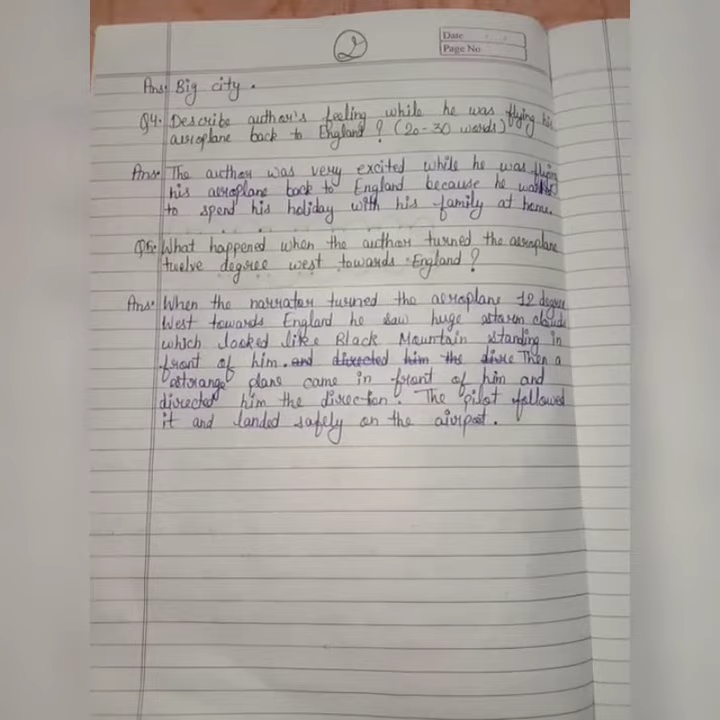 2
Date
Page No
Ans: Big city.
Q4. Describe author's feeling while he was flying his
aeroplane back to England? (20-30 words)
Ans: The author was very excited while he was flying
his aeroplane back to England because he wanted
to spend his holiday with his family at home.
Q5. What happened when the author turned the aeroplane
twelve degree west towards England?
Ans: When the narrator turned the aeroplane 12 degree
West towards England he saw huge storm clouds
which looked like Black Mountain standing in
front of him. and directed him the dire Then a
strange plane came in front of him and
directed him the direction. The pilot followed
it and landed safely on the airport.